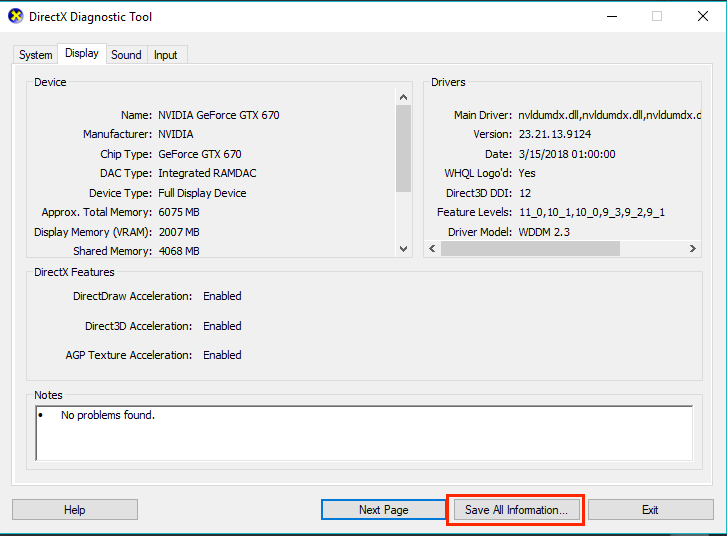 DirectX Diagnostic Tool
System Display Sound Input
Device
Name: NVIDIA GeForce GTX 670
Manufacturer: NVIDIA
Chip Type: GeForce GTX 670
DAC Type: Integrated RAMDAC
Device Type: Full Display Device
Approx. Total Memory: 6075 MB
Display Memory (VRAM): 2007 MB
Shared Memory: 4068 MB
Drivers
Main Driver: nvldumdx.dll,nvldumdx.dll,nvldumdx.d
Version: 23.21.13.9124
Date: 3/15/2018 01:00:00
WHQL Logo'd: Yes
Direct3D DDI: 12
Feature Levels: 11_0,10_1,10_0,9_3,9_2,9_1
Driver Model: WDDM 2.3
DirectX Features
DirectDraw Acceleration: Enabled
Direct3D Acceleration: Enabled
AGP Texture Acceleration: Enabled
Notes
• No problems found.
Help Next Page Save All Information... Exit